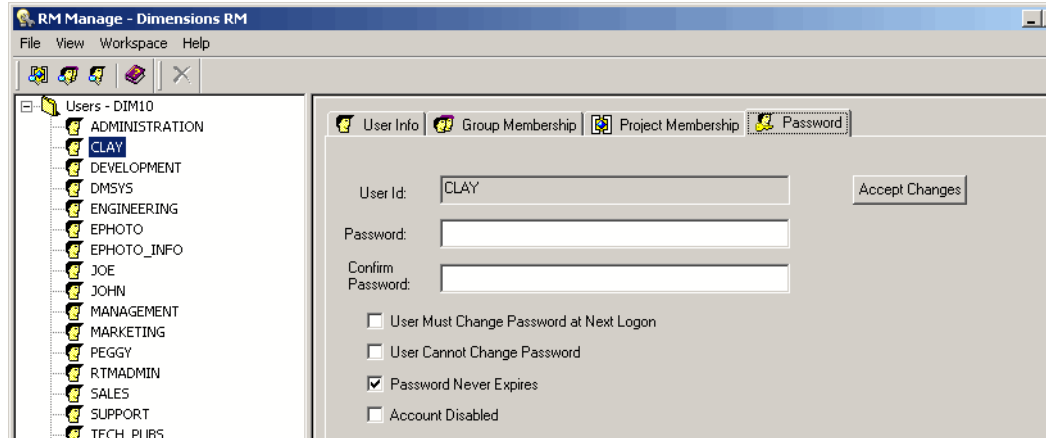 RM Manage - Dimensions RM
File View Workspace Help
Users - DIM10
ADMINISTRATION
CLAY
DEVELOPMENT
DMSYS
ENGINEERING
EPHOTO
EPHOTO_INFO
JOE
JOHN
MANAGEMENT
MARKETING
PEGGY
RTMADMIN
SALES
SUPPORT
TECH_PUBS
User Info Group Membership Project Membership Password
User Id: CLAY Accept Changes
Password:
Confirm
Password:
User Must Change Password at Next Logon
User Cannot Change Password
Password Never Expires
Account Disabled